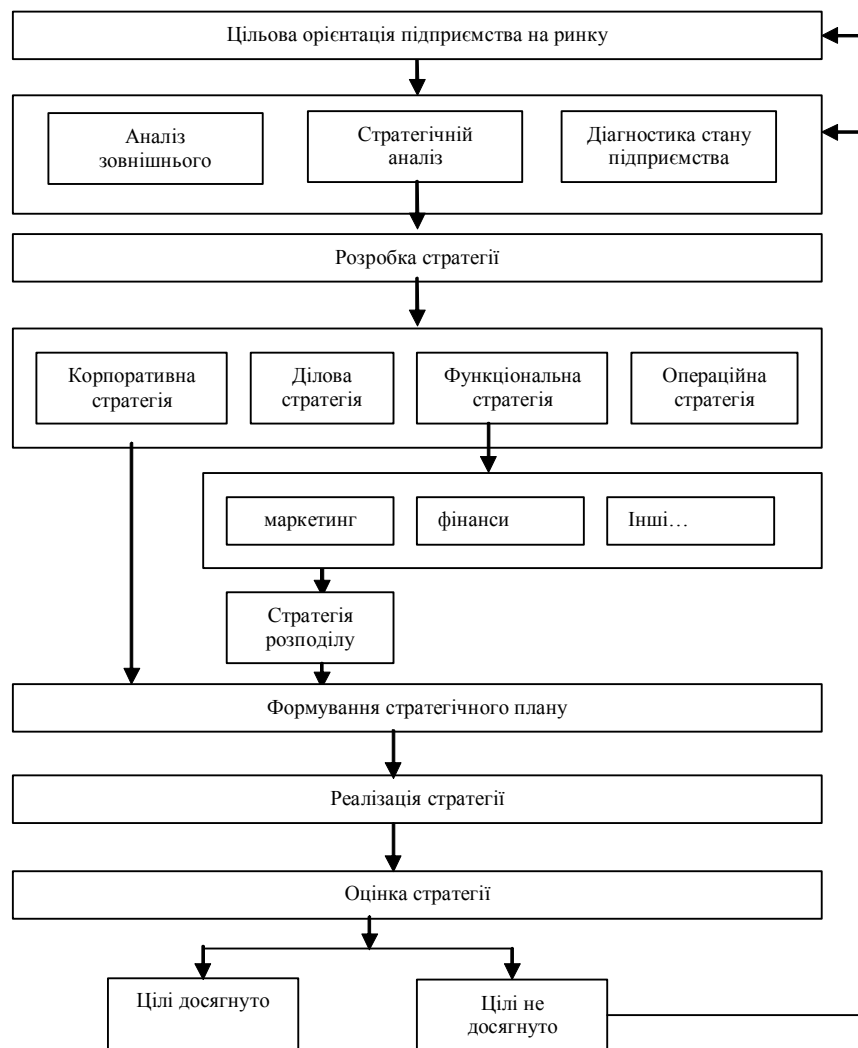 Цільова орієнтація підприємства на ринку
Аналіз
зовнішнього
Стратегічній
аналіз
Діагностика стану
підприємства
Розробка стратегії
Корпоративна
стратегія
Ділова
стратегія
Функціональна
стратегія
Операційна
стратегія
маркетинг
фінанси
Інші…
Стратегія
розподілу
Формування стратегічного плану
Реалізація стратегії
Оцінка стратегії
Цілі досягнуто
Цілі не
досягнуто